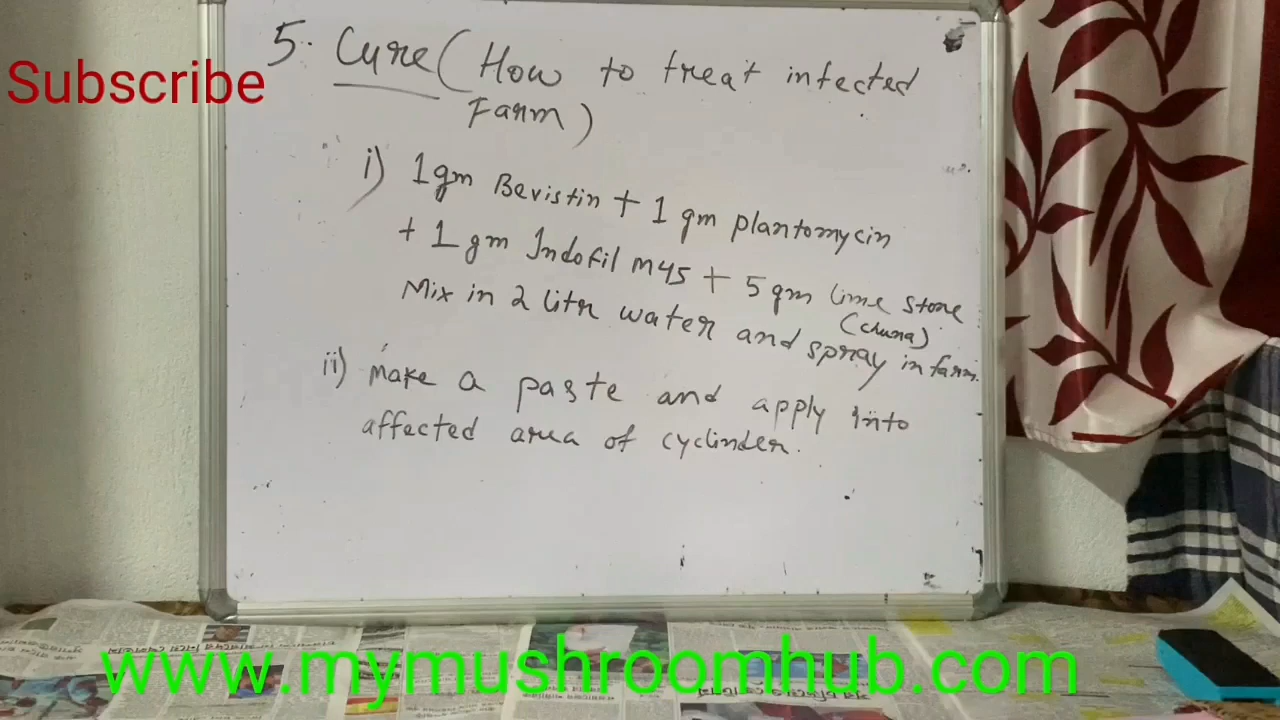 Subscribe
5. Cure (How to treat infected
Farm)
i) 1gm Bevistin + 1 gm plantomycin
+ 1 gm Indofil m45 + 5 gm lime stone
(chuna)
Mix in 2 litr water and spray in farm.
ii) make a paste and apply into
affected area of cyclinder.
www.mymushroomhub.com